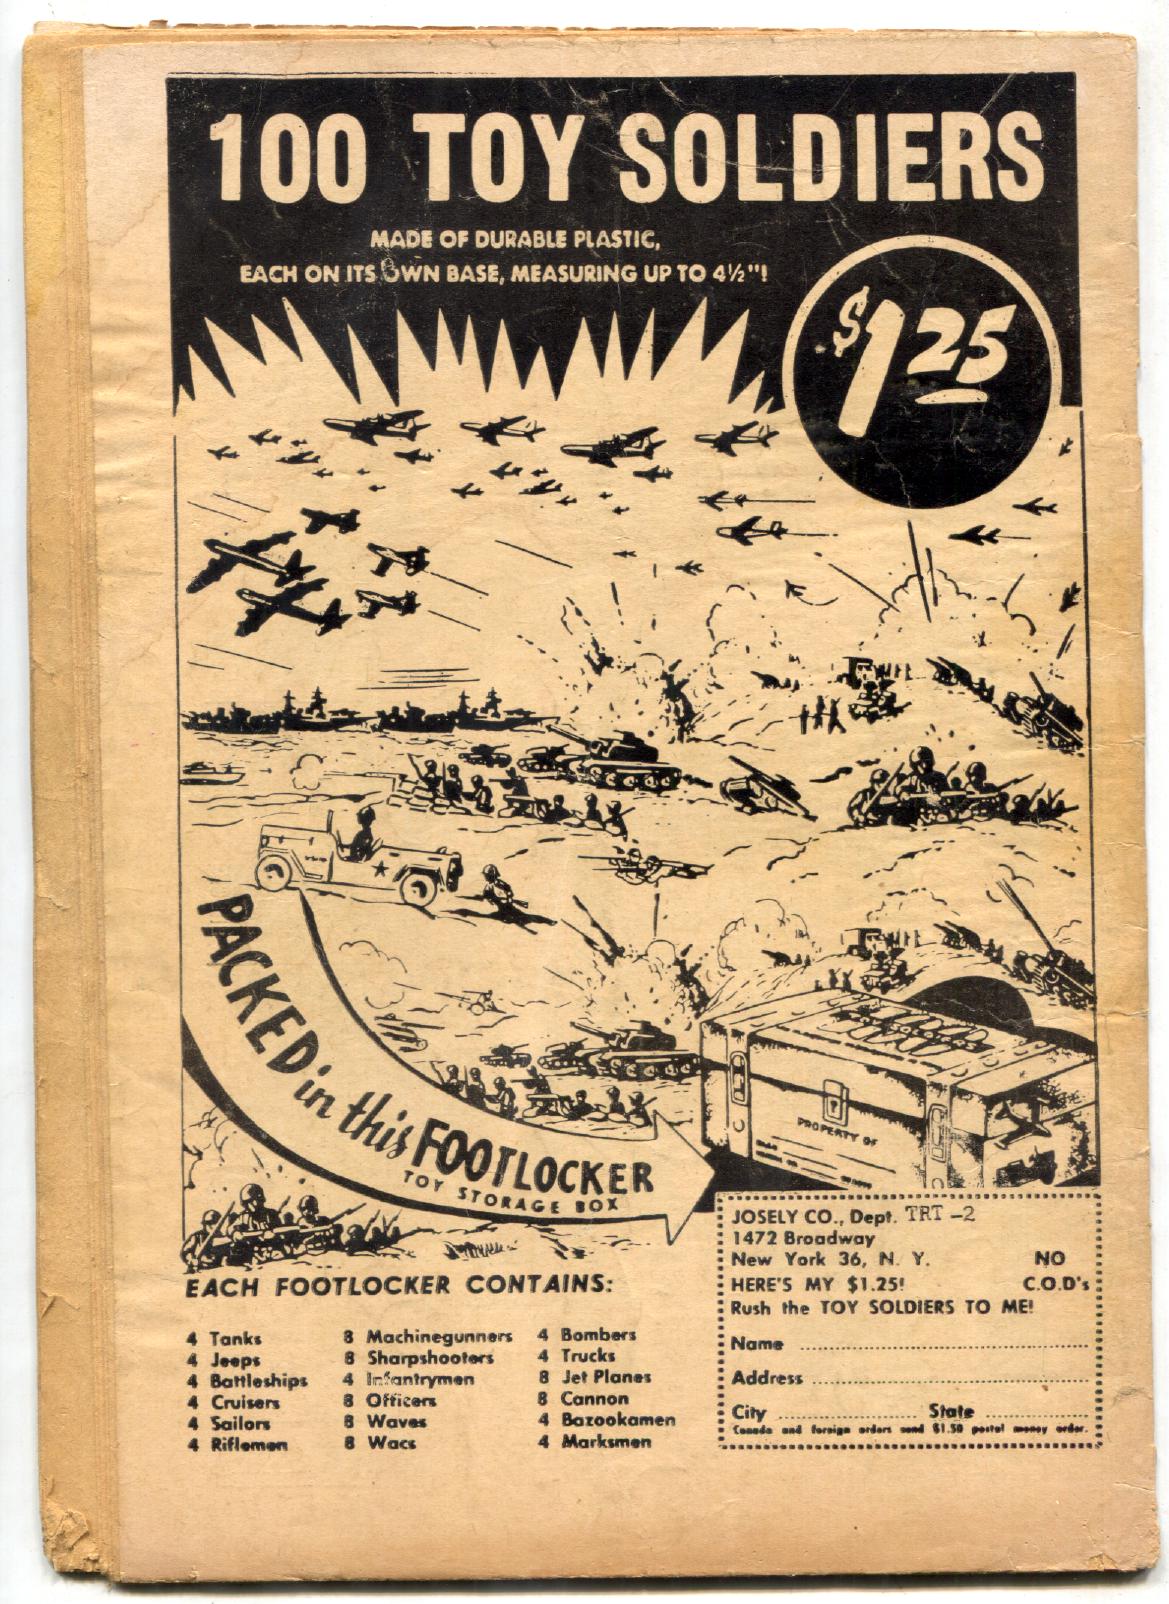 100 TOY SOLDIERS
MADE OF DURABLE PLASTIC,
EACH ON ITS OWN BASE, MEASURING UP TO 4½"!
$1.25
PACKED in this FOOTLOCKER
TOY STORAGE BOX
PROPERTY OF
EACH FOOTLOCKER CONTAINS:
4 Tanks
4 Jeeps
4 Battleships
4 Cruisers
4 Sailors
4 Riflemen
8 Machinegunners
8 Sharpshooters
4 Infantrymen
8 Officers
8 Waves
8 Wacs
4 Bombers
4 Trucks
8 Jet Planes
8 Cannon
4 Bazookamen
4 Marksmen
JOSELY CO., Dept. TRT -2
1472 Broadway
New York 36, N. Y. NO
HERE'S MY $1.25! C.O.D's
Rush the TOY SOLDIERS TO ME!
Name
Address
City State
Canada and foreign orders send $1.50 postal money order.